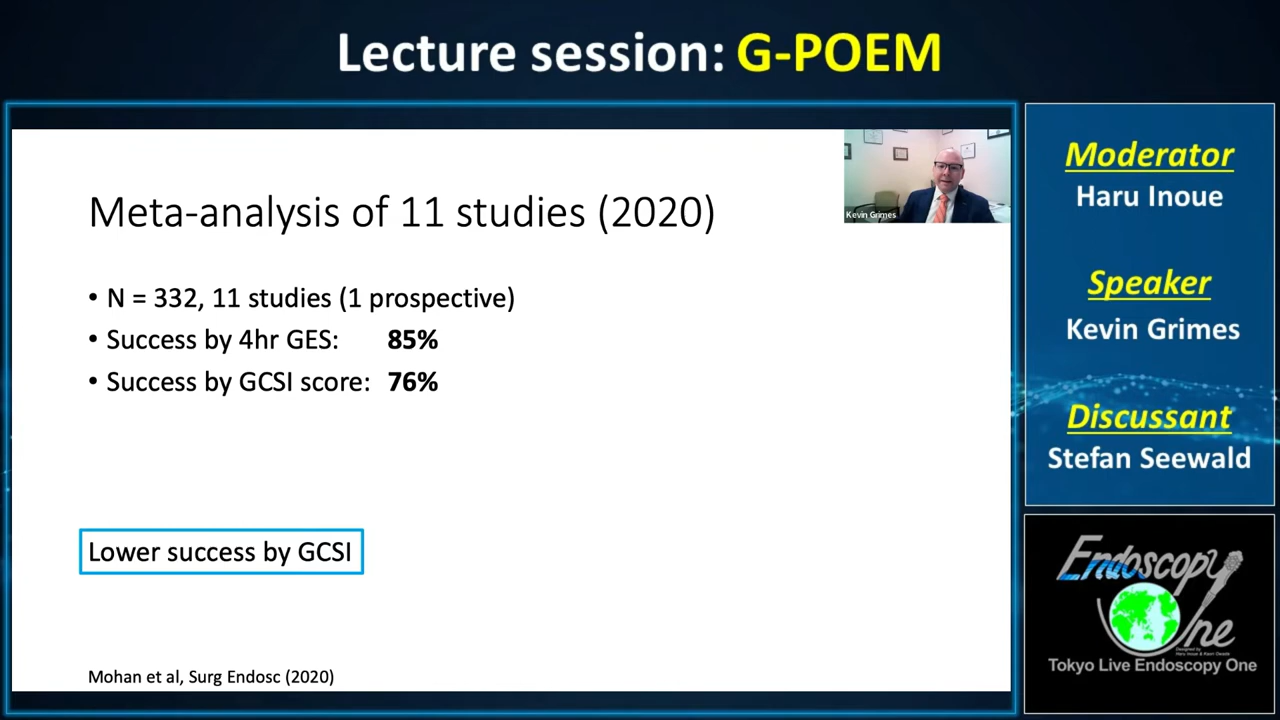 Lecture session: G-POEM
Kevin Grimes
Meta-analysis of 11 studies (2020)
• N = 332, 11 studies (1 prospective)
• Success by 4hr GES: 85%
• Success by GCSI score: 76%
Lower success by GCSI
Mohan et al, Surg Endosc (2020)
Moderator
Haru Inoue
Speaker
Kevin Grimes
Discussant
Stefan Seewald
Endoscopy
One
Tokyo Live Endoscopy One